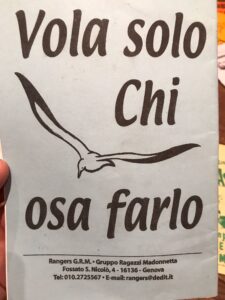 Vola solo
Chi
osa farlo
Rangers G.R.M. • Gruppo Ragazzi Madonnetta
Fossato S. Nicolò, 4 - 16136 - Genova
Tel: 010.2725567 • E-mail: rangers@dedit.it